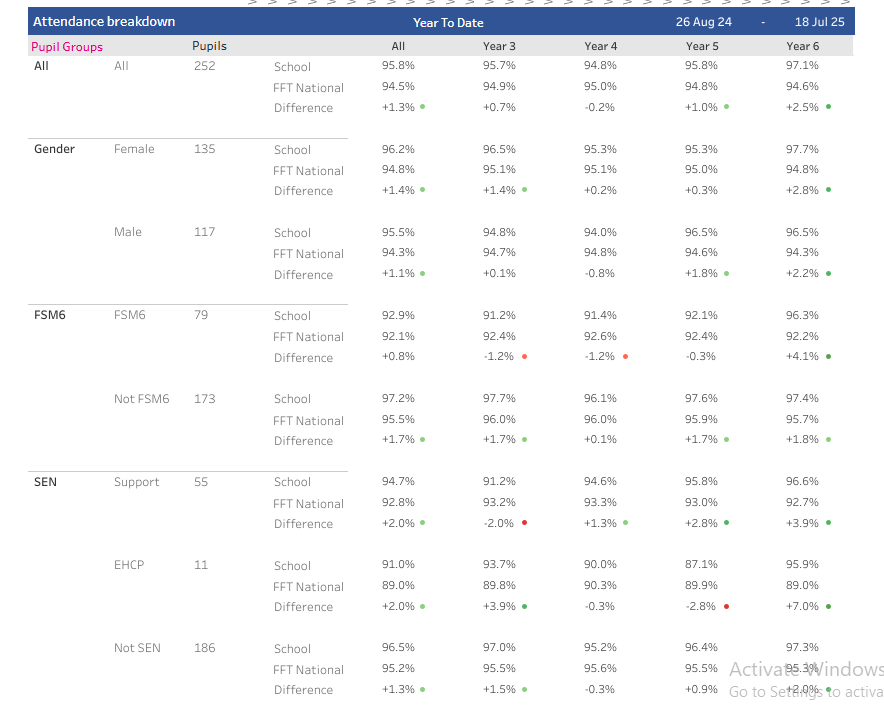 Attendance breakdown Year To Date 26 Aug 24 - 18 Jul 25
Pupil Groups Pupils All Year 3 Year 4 Year 5 Year 6
All All 252 School 95.8% 95.7% 94.8% 95.8% 97.1%
FFT National 94.5% 94.9% 95.0% 94.8% 94.6%
Difference +1.3% +0.7% -0.2% +1.0% +2.5%
Gender Female 135 School 96.2% 96.5% 95.3% 95.3% 97.7%
FFT National 94.8% 95.1% 95.1% 95.0% 94.8%
Difference +1.4% +1.4% +0.2% +0.3% +2.8%
Male 117 School 95.5% 94.8% 94.0% 96.5% 96.5%
FFT National 94.3% 94.7% 94.8% 94.6% 94.3%
Difference +1.1% +0.1% -0.8% +1.8% +2.2%
FSM6 FSM6 79 School 92.9% 91.2% 91.4% 92.1% 96.3%
FFT National 92.1% 92.4% 92.6% 92.4% 92.2%
Difference +0.8% -1.2% -1.2% -0.3% +4.1%
Not FSM6 173 School 97.2% 97.7% 96.1% 97.6% 97.4%
FFT National 95.5% 96.0% 96.0% 95.9% 95.7%
Difference +1.7% +1.7% +0.1% +1.7% +1.8%
SEN Support 55 School 94.7% 91.2% 94.6% 95.8% 96.6%
FFT National 92.8% 93.2% 93.3% 93.0% 92.7%
Difference +2.0% -2.0% +1.3% +2.8% +3.9%
EHCP 11 School 91.0% 93.7% 90.0% 87.1% 95.9%
FFT National 89.0% 89.8% 90.3% 89.9% 89.0%
Difference +2.0% +3.9% -0.3% -2.8% +7.0%
Not SEN 186 School 96.5% 97.0% 95.2% 96.4% 97.3%
FFT National 95.2% 95.5% 95.6% 95.5% 95.3%
Difference +1.3% +1.5% -0.3% +0.9% +2.0%
Activate Windows
Go to Settings to activa